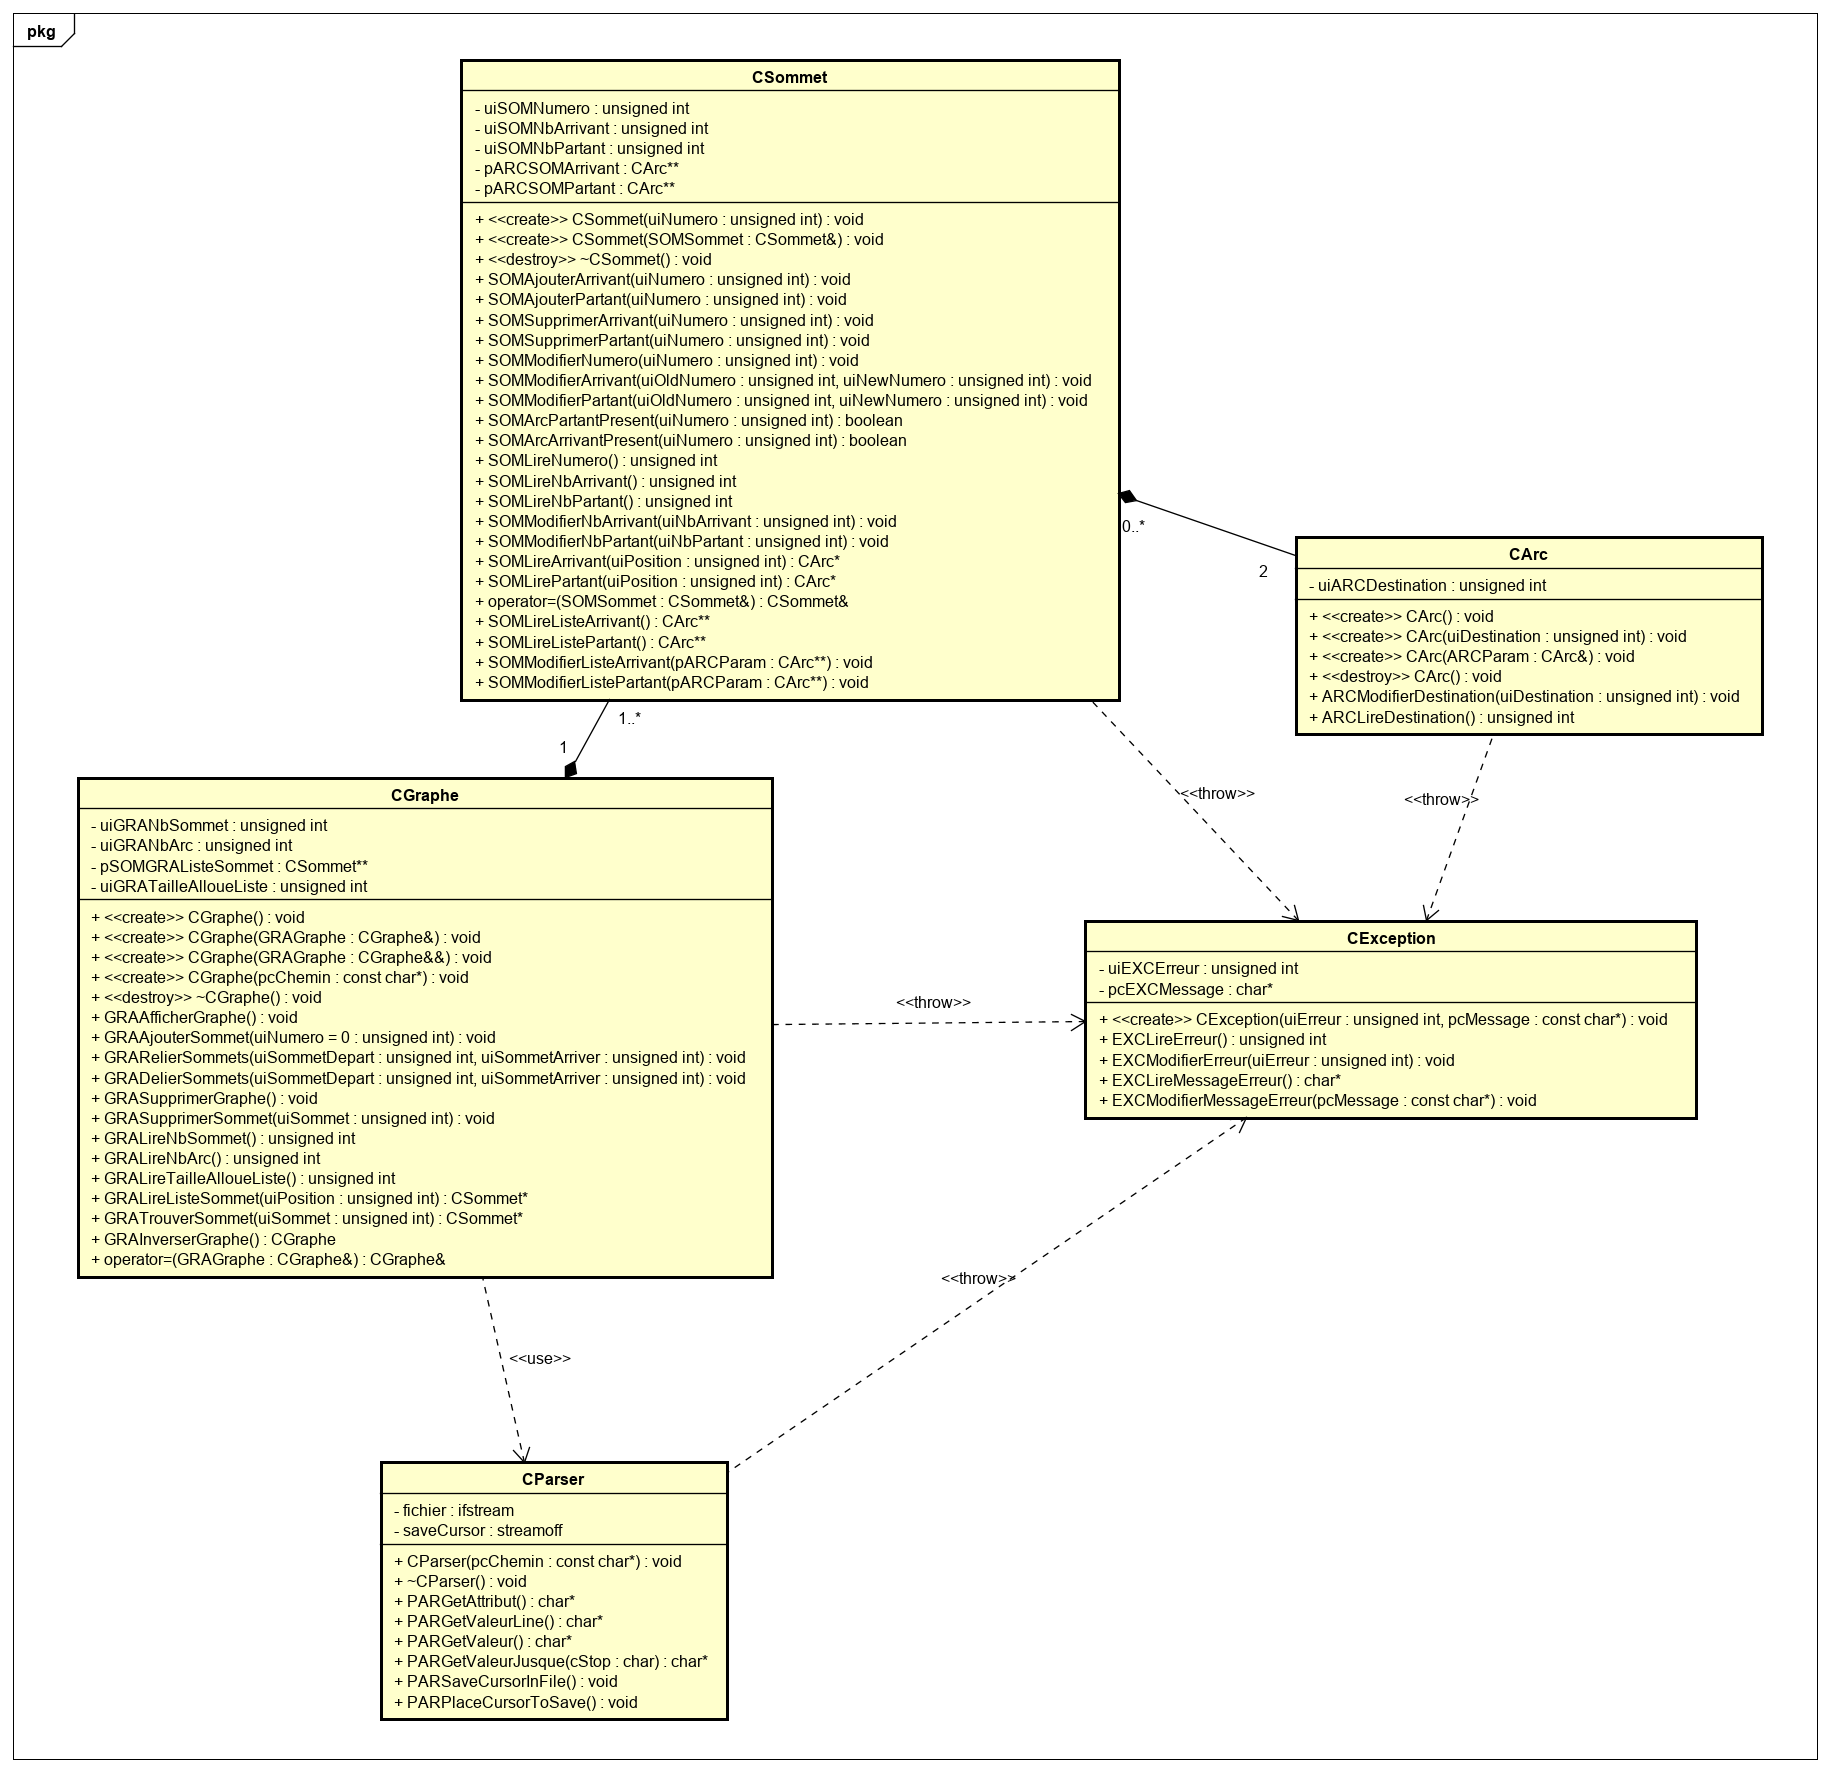 pkg
CSommet
- uiSOMNumero : unsigned int
- uiSOMNbArrivant : unsigned int
- uiSOMNbPartant : unsigned int
- pARCSOMArrivant : CArc**
- pARCSOMPartant : CArc**
+ <<create>> CSommet(uiNumero : unsigned int) : void
+ <<create>> CSommet(SOMSommet : CSommet&) : void
+ <<destroy>> ~CSommet() : void
+ SOMAjouterArrivant(uiNumero : unsigned int) : void
+ SOMAjouterPartant(uiNumero : unsigned int) : void
+ SOMSupprimerArrivant(uiNumero : unsigned int) : void
+ SOMSupprimerPartant(uiNumero : unsigned int) : void
+ SOMModifierNumero(uiNumero : unsigned int) : void
+ SOMModifierArrivant(uiOldNumero : unsigned int, uiNewNumero : unsigned int) : void
+ SOMModifierPartant(uiOldNumero : unsigned int, uiNewNumero : unsigned int) : void
+ SOMArcPartantPresent(uiNumero : unsigned int) : boolean
+ SOMArcArrivantPresent(uiNumero : unsigned int) : boolean
+ SOMLireNumero() : unsigned int
+ SOMLireNbArrivant() : unsigned int
+ SOMLireNbPartant() : unsigned int
+ SOMModifierNbArrivant(uiNbArrivant : unsigned int) : void
+ SOMModifierNbPartant(uiNbPartant : unsigned int) : void
+ SOMLireArrivant(uiPosition : unsigned int) : CArc*
+ SOMLirePartant(uiPosition : unsigned int) : CArc*
+ operator=(SOMSommet : CSommet&) : CSommet&
+ SOMLireListeArrivant() : CArc**
+ SOMLireListePartant() : CArc**
+ SOMModifierListeArrivant(pARCParam : CArc**) : void
+ SOMModifierListePartant(pARCParam : CArc**) : void
0..*
2
CArc
- uiARCDestination : unsigned int
+ <<create>> CArc() : void
+ <<create>> CArc(uiDestination : unsigned int) : void
+ <<create>> CArc(ARCParam : CArc&) : void
+ <<destroy>> CArc() : void
+ ARCModifierDestination(uiDestination : unsigned int) : void
+ ARCLireDestination() : unsigned int
1..*
1
<<throw>>
<<throw>>
CGraphe
- uiGRANbSommet : unsigned int
- uiGRANbArc : unsigned int
- pSOMGRAListeSommet : CSommet**
- uiGRATailleAlloueListe : unsigned int
+ <<create>> CGraphe() : void
+ <<create>> CGraphe(GRAGraphe : CGraphe&) : void
+ <<create>> CGraphe(GRAGraphe : CGraphe&&) : void
+ <<create>> CGraphe(pcChemin : const char*) : void
+ <<destroy>> ~CGraphe() : void
+ GRAAfficherGraphe() : void
+ GRAAjouterSommet(uiNumero = 0 : unsigned int) : void
+ GRARelierSommets(uiSommetDepart : unsigned int, uiSommetArriver : unsigned int) : void
+ GRADelierSommets(uiSommetDepart : unsigned int, uiSommetArriver : unsigned int) : void
+ GRASupprimerGraphe() : void
+ GRASupprimerSommet(uiSommet : unsigned int) : void
+ GRALireNbSommet() : unsigned int
+ GRALireNbArc() : unsigned int
+ GRALireTailleAlloueListe() : unsigned int
+ GRALireListeSommet(uiPosition : unsigned int) : CSommet*
+ GRATrouverSommet(uiSommet : unsigned int) : CSommet*
+ GRAInverserGraphe() : CGraphe
+ operator=(GRAGraphe : CGraphe&) : CGraphe&
<<throw>>
CException
- uiEXCErreur : unsigned int
- pcEXCMessage : char*
+ <<create>> CException(uiErreur : unsigned int, pcMessage : const char*) : void
+ EXCLireErreur() : unsigned int
+ EXCModifierErreur(uiErreur : unsigned int) : void
+ EXCLireMessageErreur() : char*
+ EXCModifierMessageErreur(pcMessage : const char*) : void
<<throw>>
<<use>>
CParser
- fichier : ifstream
- saveCursor : streamoff
+ CParser(pcChemin : const char*) : void
+ ~CParser() : void
+ PARGetAttribut() : char*
+ PARGetValeurLine() : char*
+ PARGetValeur() : char*
+ PARGetValeurJusque(cStop : char) : char*
+ PARSaveCursorInFile() : void
+ PARPlaceCursorToSave() : void